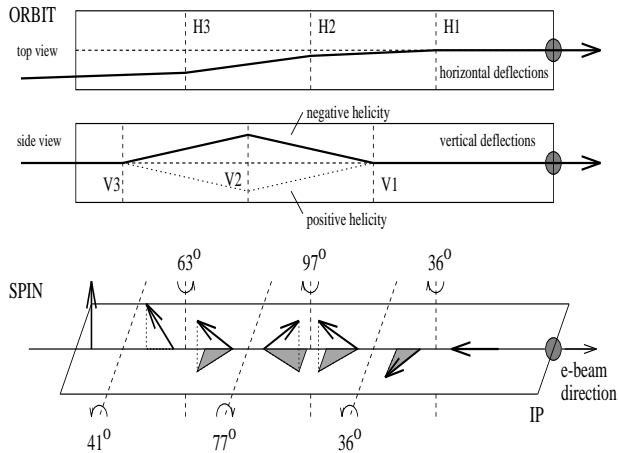 ORBIT
H3
H2
H1
top view
horizontal deflections
negative helicity
side view
vertical deflections
V3
V2
V1
positive helicity
63⁰
97⁰
36⁰
SPIN
e-beam
direction
IP
41⁰
77⁰
36⁰